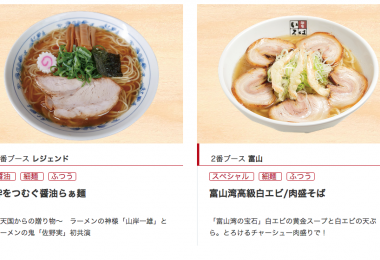 番ブース レジェンド
醤油 細麺 ふつう
をつむぐ醤油らぁ麺
天国からの贈り物〜 ラーメンの神様「山岸一雄」と
ラーメンの鬼「佐野実」初共演
2番ブース 富山
スペシャル 細麺 ふつう
富山湾高級白エビ/肉盛そば
「富山湾の宝石」白エビの黄金スープと白エビの天ぷ
ら。とろけるチャーシュー肉盛りで!